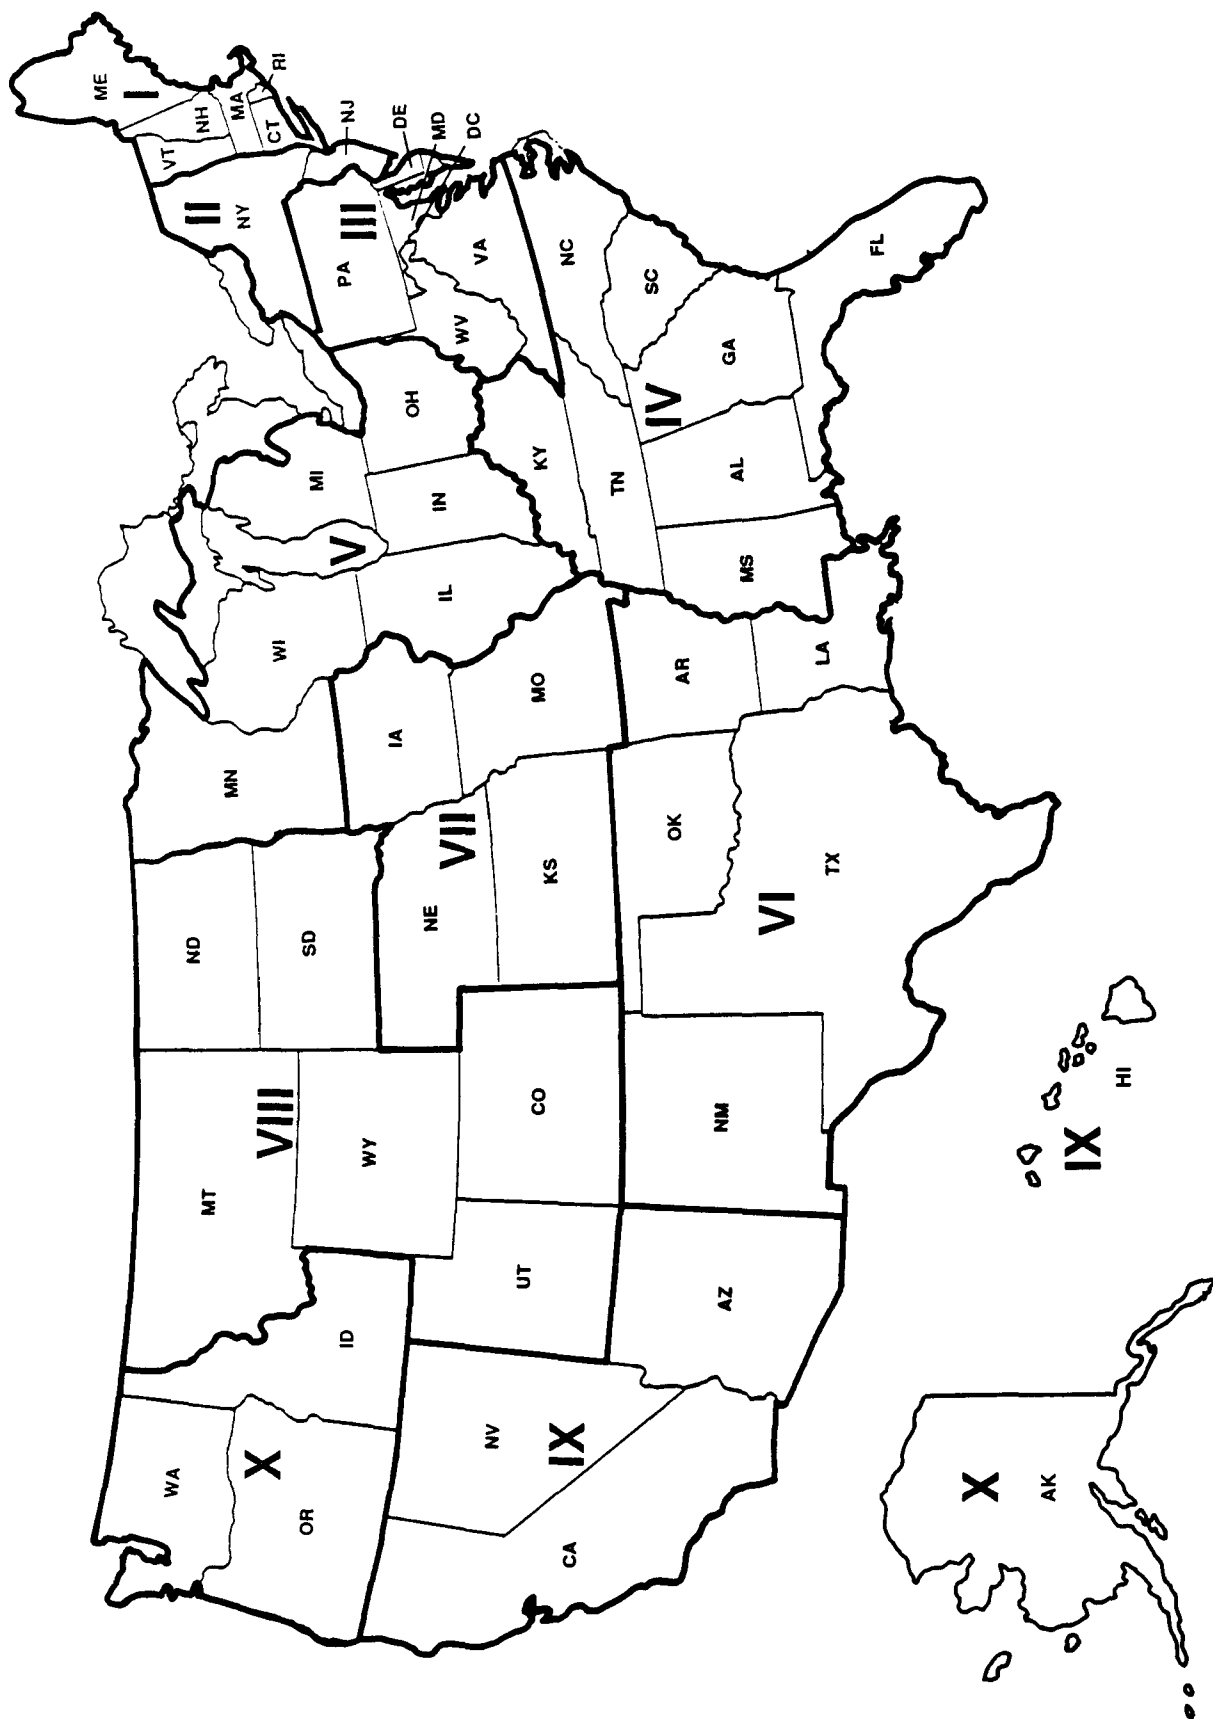 WA
X
OR
ID
MT
VIII
WY
ND
SD
MN
NE
VII
KS
IA
MO
WI
V
IL
MI
IN
OH
NV
IX
CA
UT
CO
AZ
NM
VI
TX
OK
AR
LA
KY
TN
IV
MS
AL
GA
FL
NC
SC
VA
WV
PA
III
NY
II
VT
NH
ME
I
MA
CT
RI
NJ
DE
MD
DC
X
AK
IX
HI